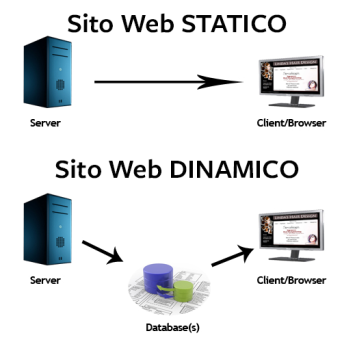 Sito Web STATICO
Server
Client/Browser
Sito Web DINAMICO
Server
Client/Browser
Database(s)